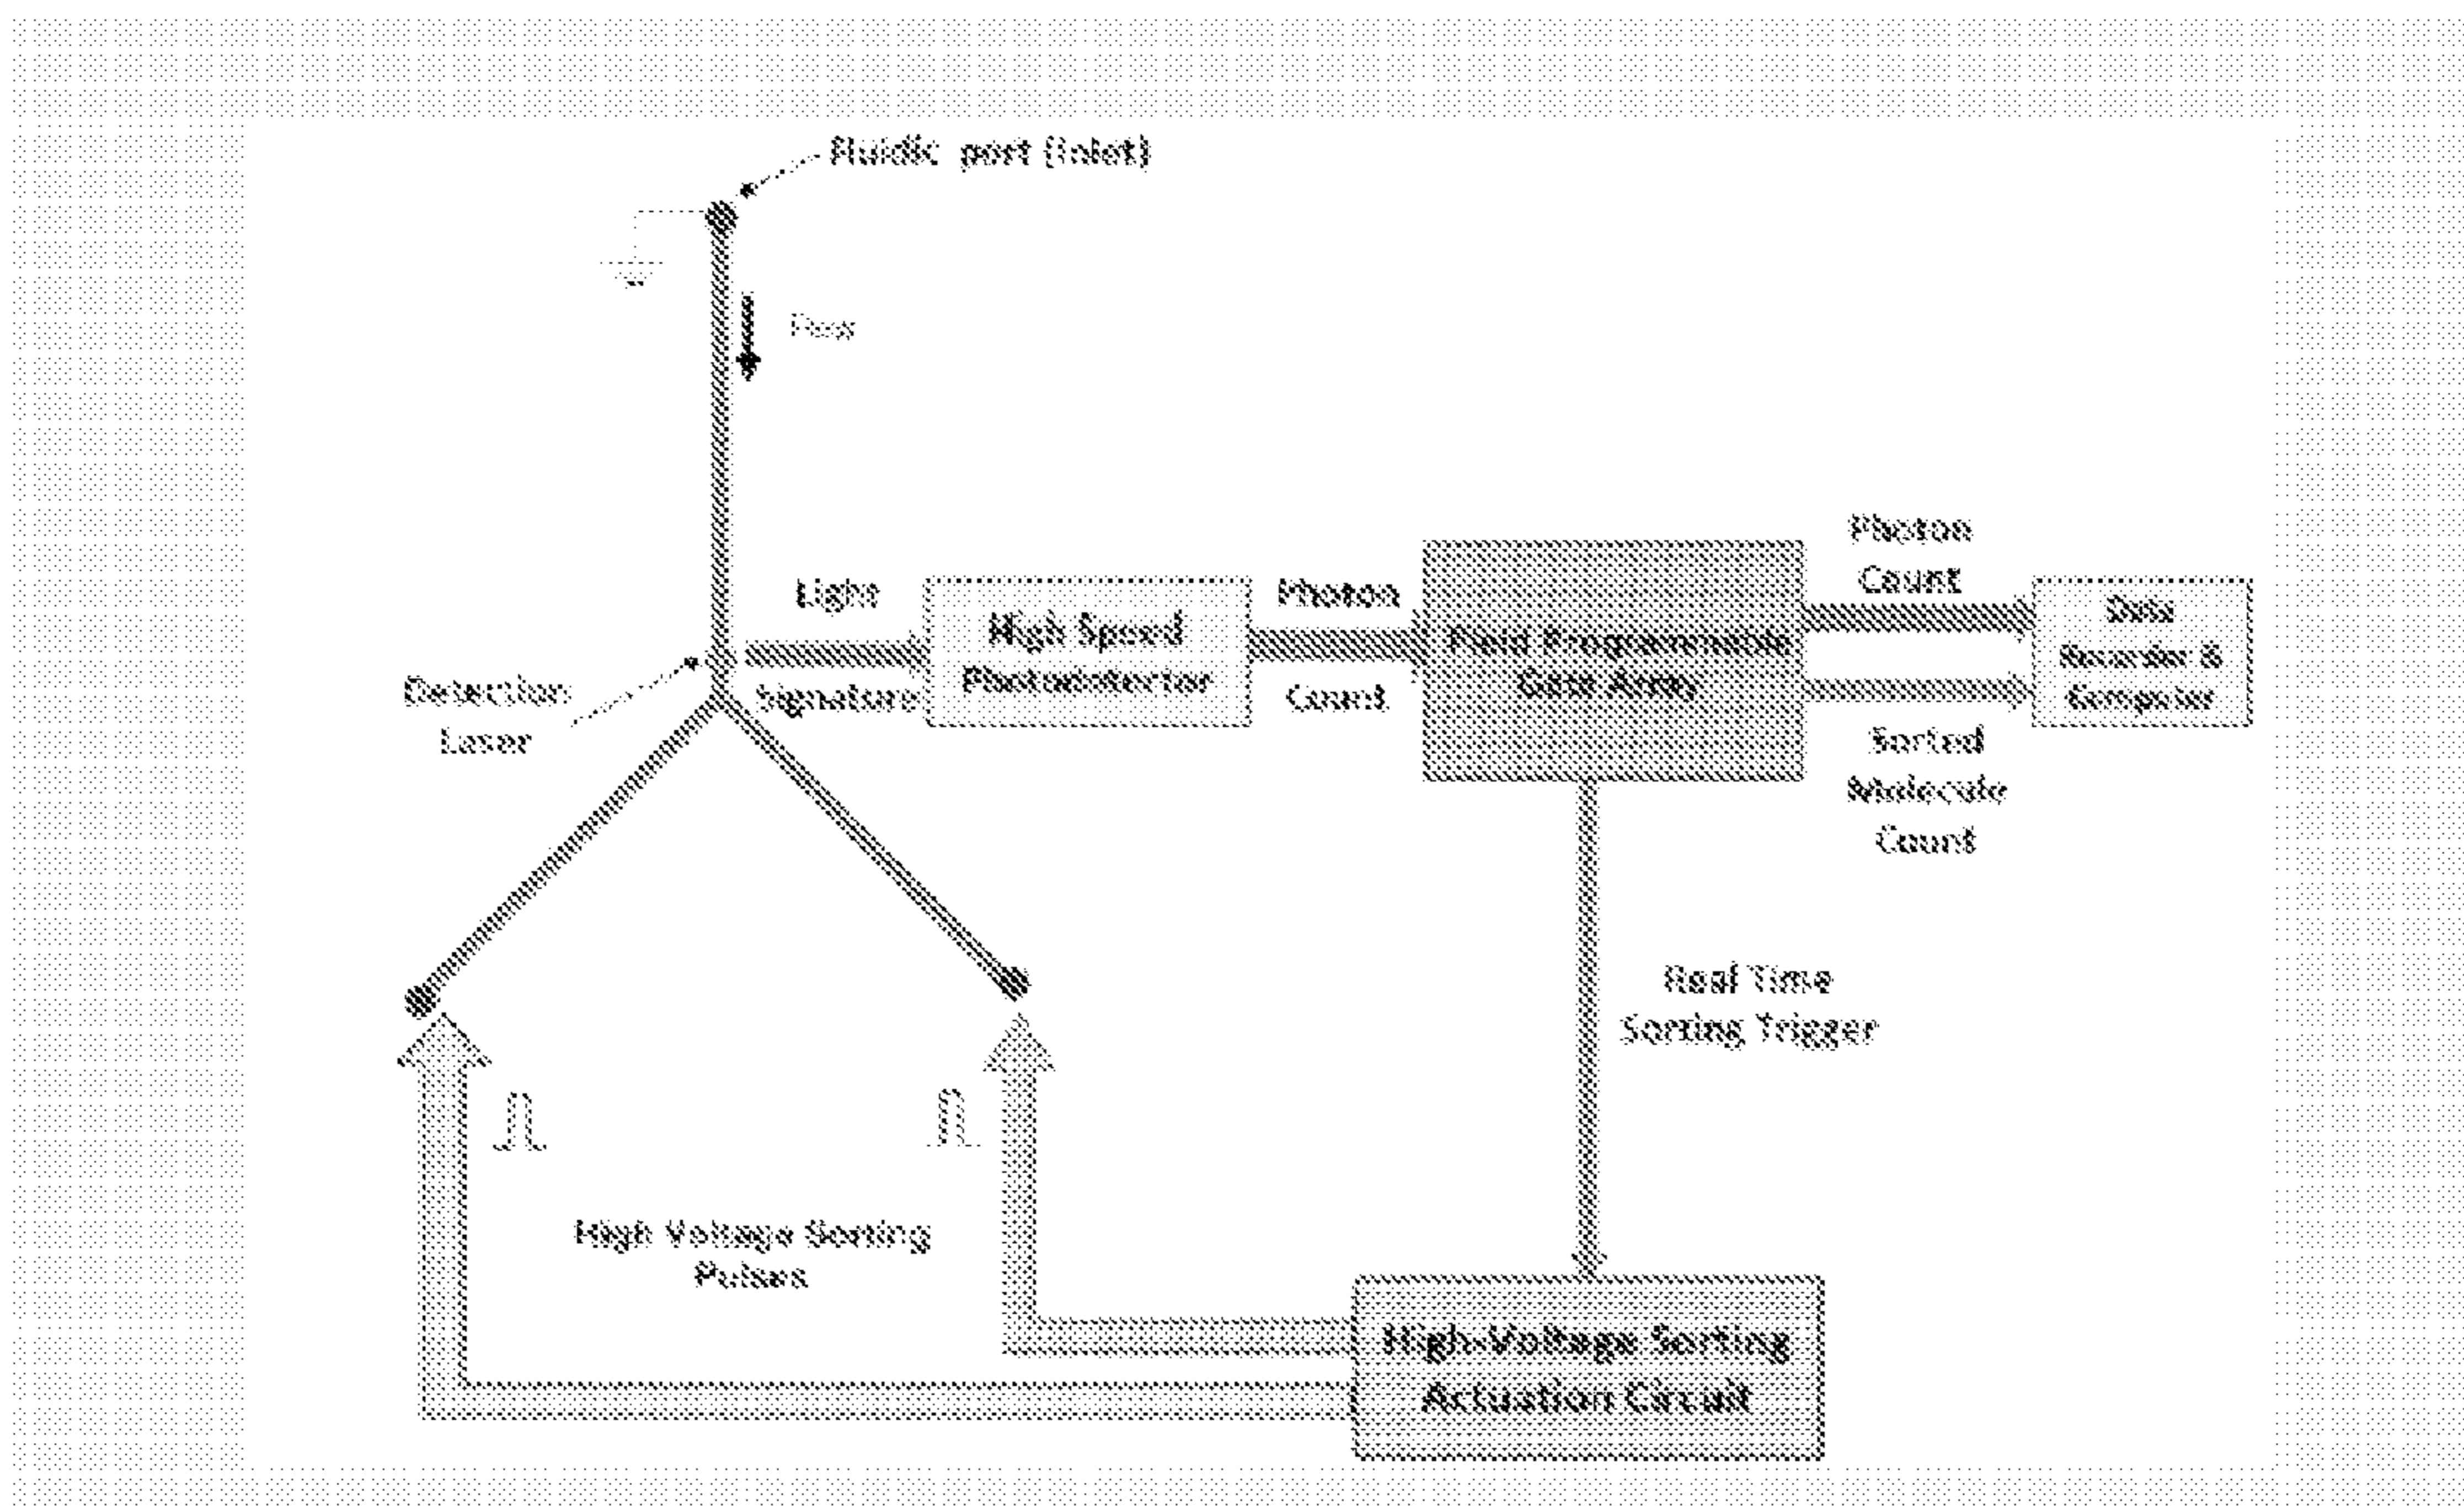 Fluidic port (inlet)
Flow
Photon
Count
Light
Signature
High Speed
Photodetector
Photon
Count
Field Programmable
Gate Array
Data
Recorder &
Computer
Detection
Laser
Sorted
Molecule
Count
Real Time
Sorting Trigger
High Voltage Sorting
Pulses
High-Voltage Sorting
Actuation Circuit